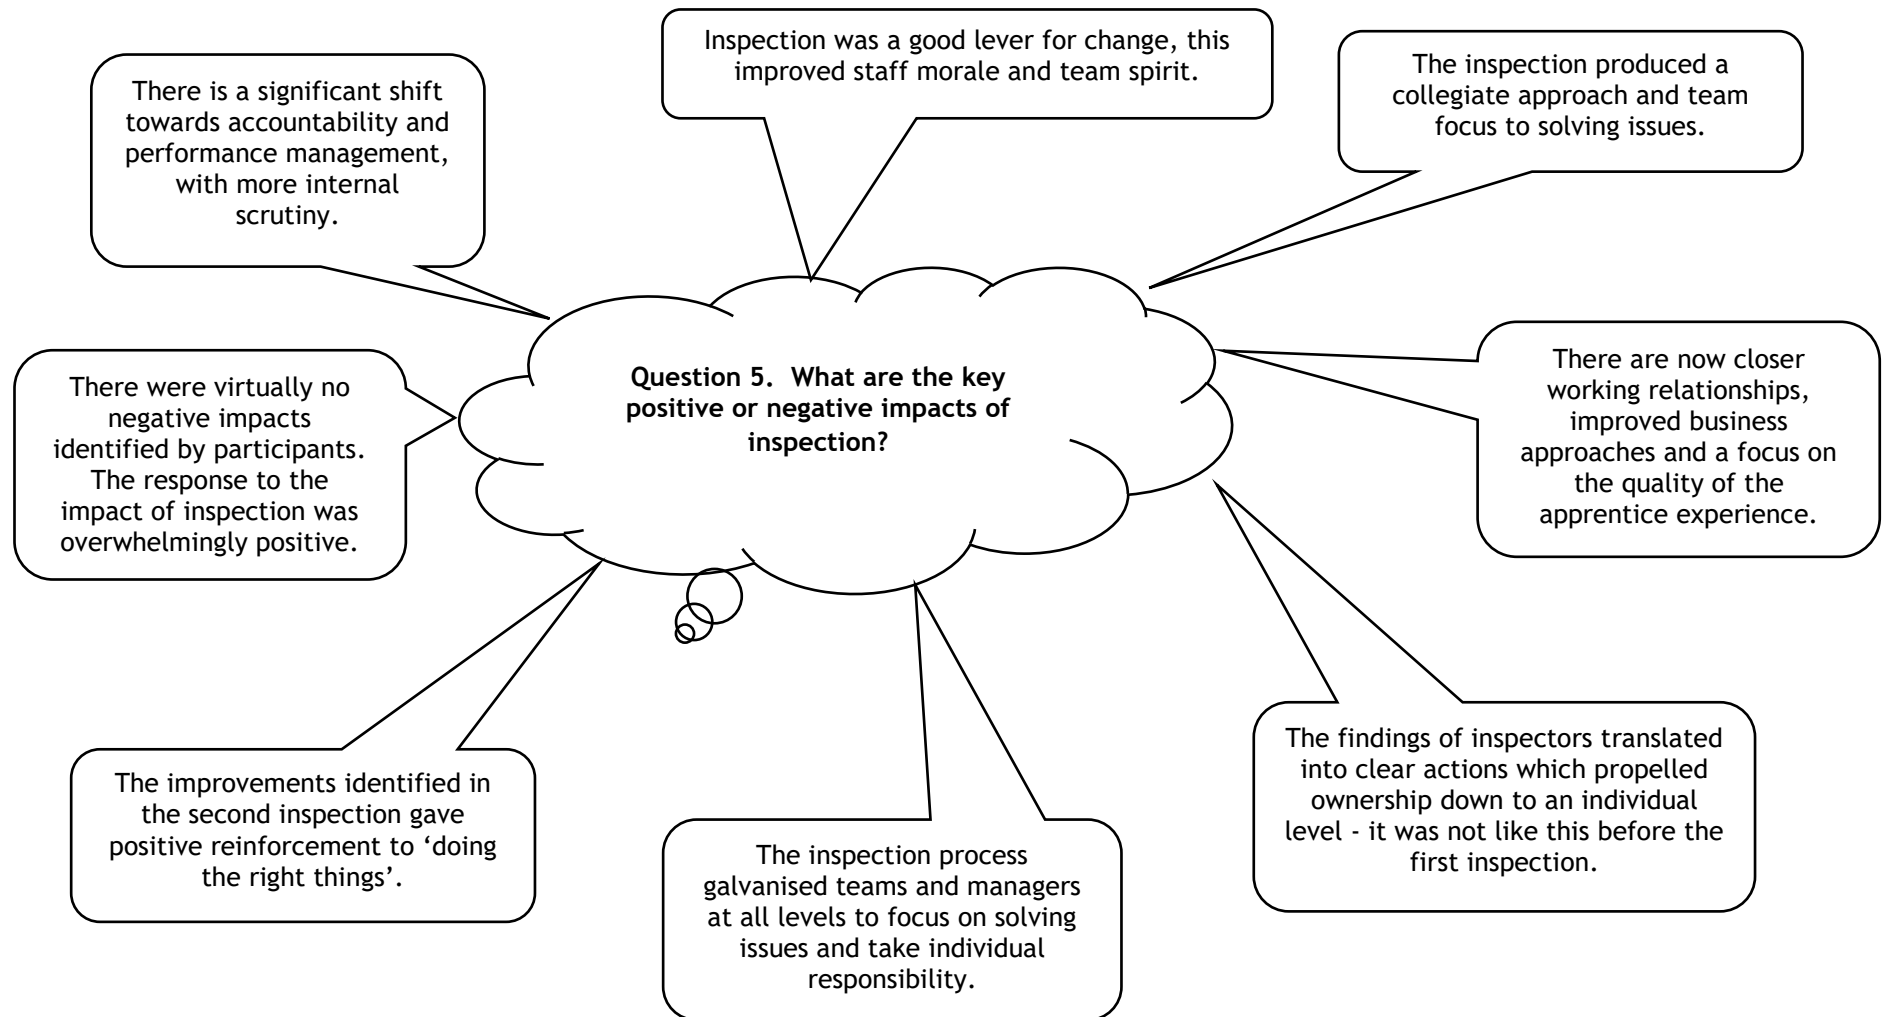 Inspection was a good lever for change, this
improved staff morale and team spirit.
The inspection produced a
collegiate approach and team
focus to solving issues.
There is a significant shift
towards accountability and
performance management,
with more internal
scrutiny.
Question 5.  What are the key
positive or negative impacts of
inspection?
There were virtually no
negative impacts
identified by participants.
The response to the
impact of inspection was
overwhelmingly positive.
There are now closer
working relationships,
improved business
approaches and a focus on
the quality of the
apprentice experience.
The improvements identified in
the second inspection gave
positive reinforcement to ‘doing
the right things’.
The inspection process
galvanised teams and managers
at all levels to focus on solving
issues and take individual
responsibility.
The findings of inspectors translated
into clear actions which propelled
ownership down to an individual
level - it was not like this before the
first inspection.